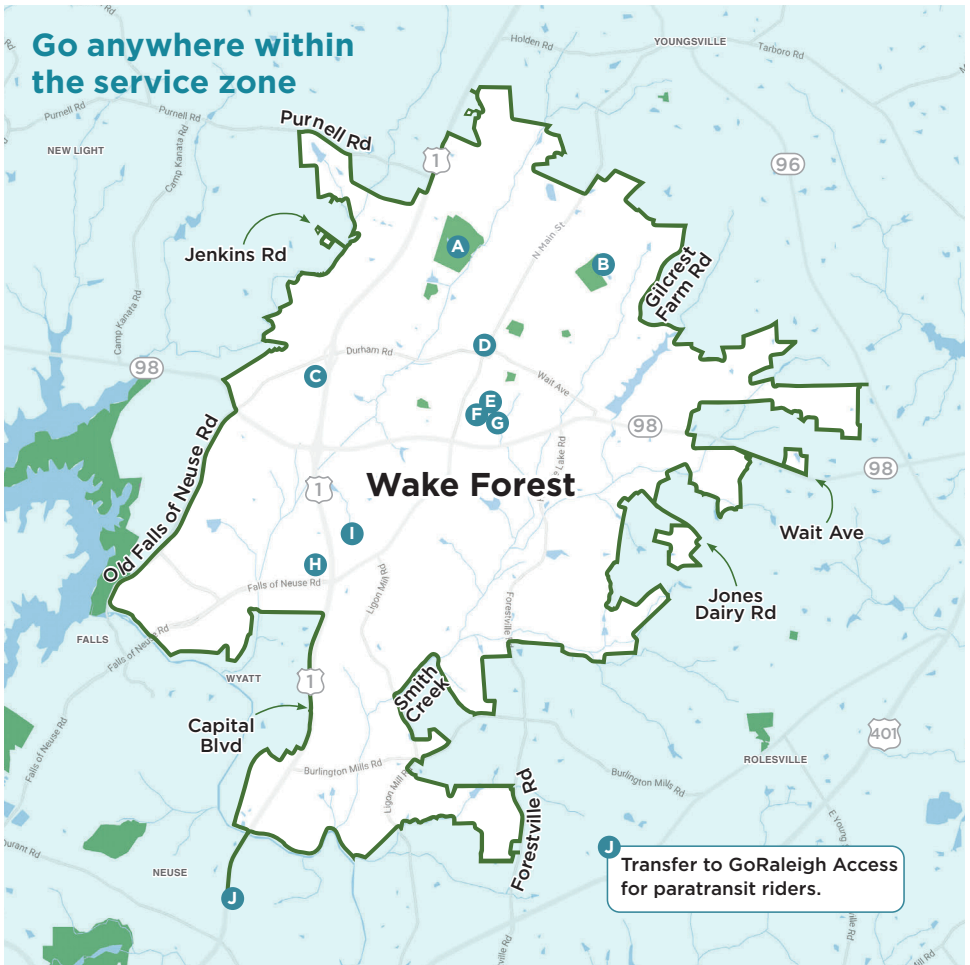 Go anywhere within
the service zone
Holden Rd
YOUNGSVILLE
Tarboro Rd
Purnell Rd
Purnell Rd
Purnell Rd
NEW LIGHT
Camp Kanata Rd
1
96
Jenkins Rd
A
N Main St
B
Gilcrest
Farm Rd
Camp Kanata Rd
98
Durham Rd
D
C
Wait Ave
E
F
G
98
98
Old Falls of Neuse Rd
Lake Rd
Wake Forest
1
I
Wait Ave
H
Falls of Neuse Rd
Ligon Mill Rd
Jones
Dairy Rd
Forestville
FALLS
Falls of Neuse Rd
WYATT
1
Smith
Creek
Capital
Blvd
Falls of Neuse Rd
401
ROLESVILLE
Burlington Mills Rd
Ligon Mill R
Burlington Mills Rd
Forestville Rd
E Young
NEUSE
J
J
Transfer to GoRaleigh Access
for paratransit riders.